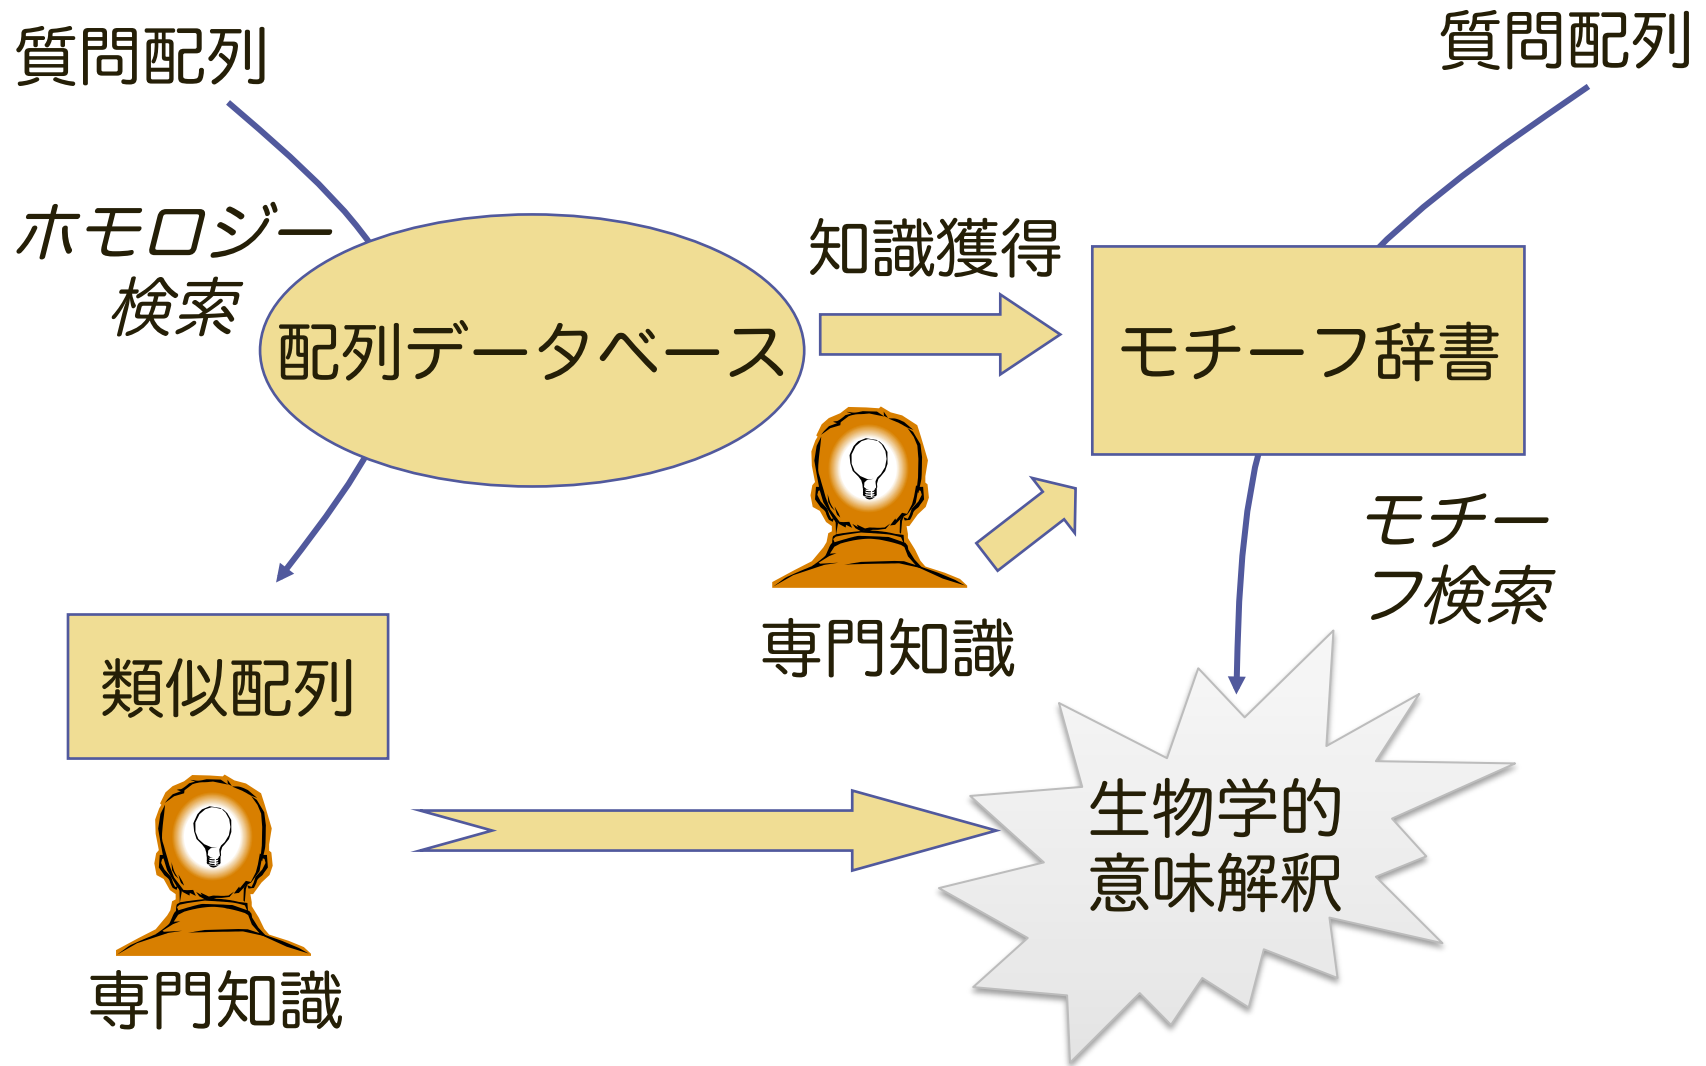 質問配列
質問配列
ホモロジー
検索
知識獲得
配列データベース
モチーフ辞書
モチー
フ検索
専門知識
類似配列
生物学的
意味解釈
専門知識